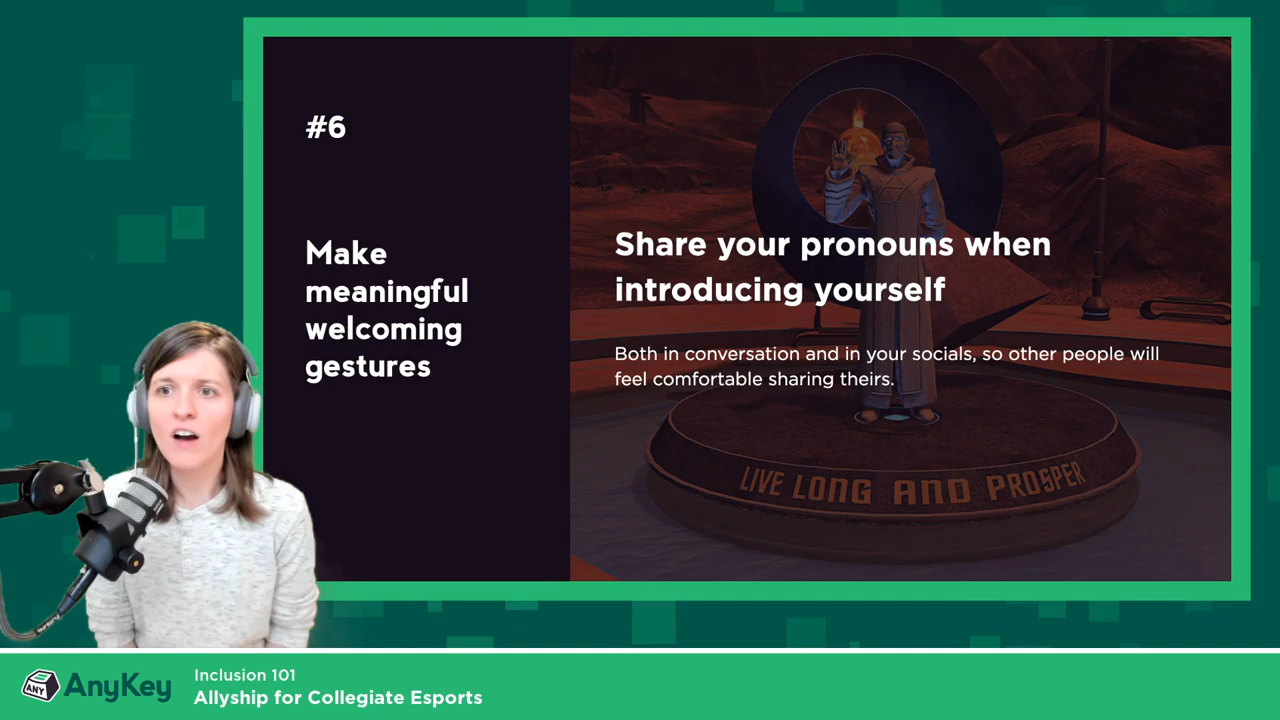 #6
Make
meaningful
welcoming
gestures
Share your pronouns when
introducing yourself
Both in conversation and in your socials, so other people will
feel comfortable sharing theirs.
LIVE LONG AND PROSPER
ANY
AnyKey
Inclusion 101
Allyship for Collegiate Esports